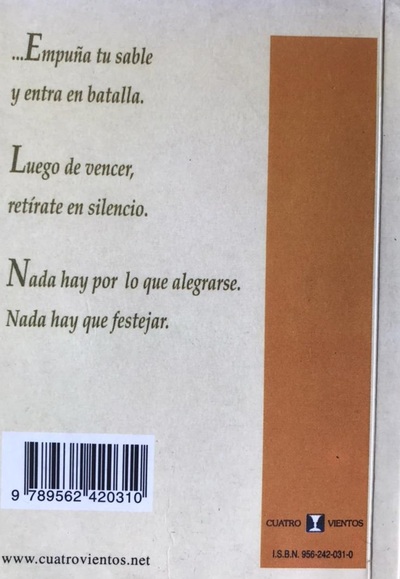 ...Empuña tu sable
y entra en batalla.
Luego de vencer,
retírate en silencio.
Nada hay por lo que alegrarse.
Nada hay que festejar.
9 789562 420310
CUATRO VIENTOS
I.S.B.N. 956-242-031-0
www.cuatrovientos.net